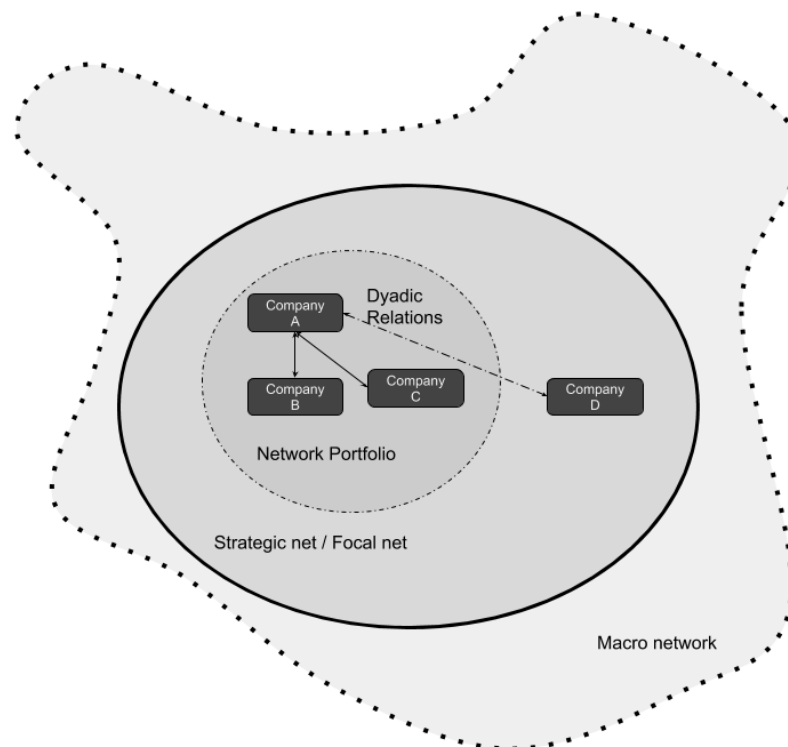 Dyadic
Relations
Company
A
Company
B
Company
C
Company
D
Network Portfolio
Strategic net / Focal net
Macro network